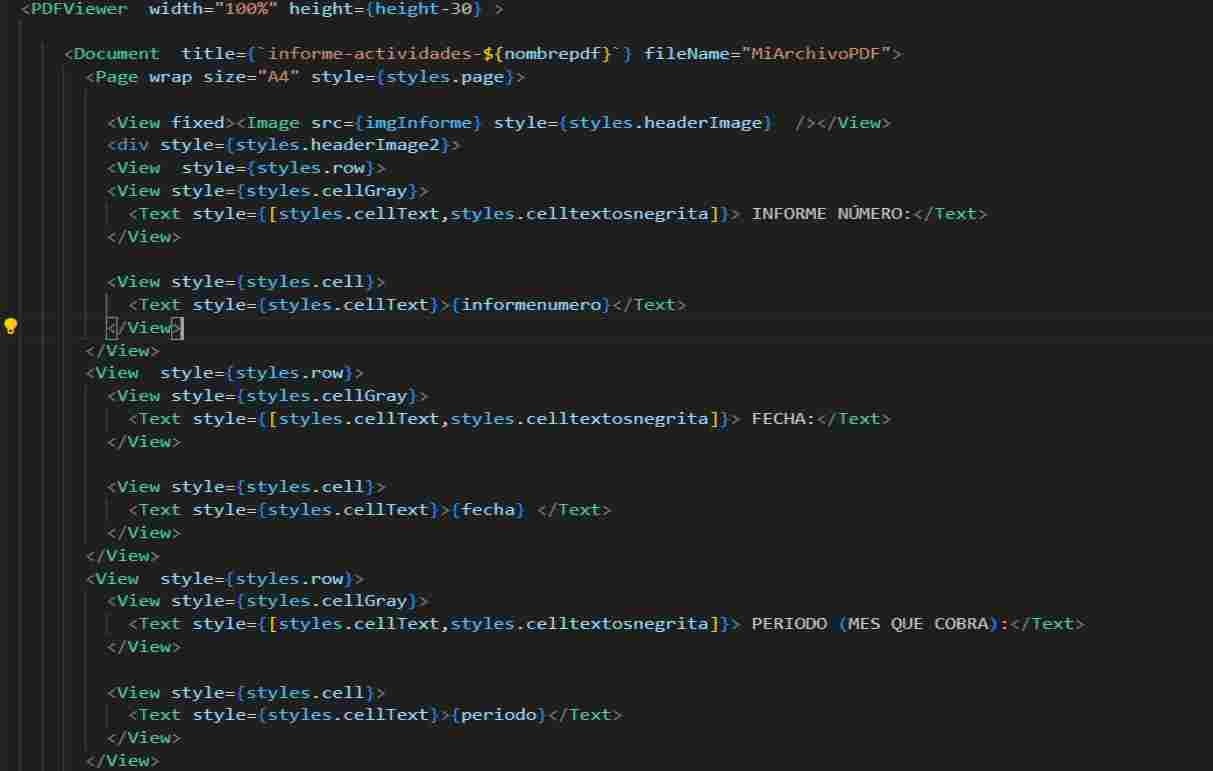 <PDFViewer  width="100%" height={height-30} >
<Document  title={`informe-actividades-${nombrepdf}`} fileName="MiArchivoPDF">
<Page wrap size="A4" style={styles.page}>
<View fixed><Image src={imgInforme} style={styles.headerImage}  /></View>
<div style={styles.headerImage2}>
<View  style={styles.row}>
<View style={styles.cellGray}>
<Text style={[styles.cellText,styles.celltextosnegrita]}> INFORME NÚMERO:</Text>
</View>
<View style={styles.cell}>
<Text style={styles.cellText}>{informenumero}</Text>
</View>
</View>
<View  style={styles.row}>
<View style={styles.cellGray}>
<Text style={[styles.cellText,styles.celltextosnegrita]}> FECHA:</Text>
</View>
<View style={styles.cell}>
<Text style={styles.cellText}>{fecha} </Text>
</View>
</View>
<View  style={styles.row}>
<View style={styles.cellGray}>
<Text style={[styles.cellText,styles.celltextosnegrita]}> PERIODO (MES QUE COBRA):</Text>
</View>
<View style={styles.cell}>
<Text style={styles.cellText}>{periodo}</Text>
</View>
</View>